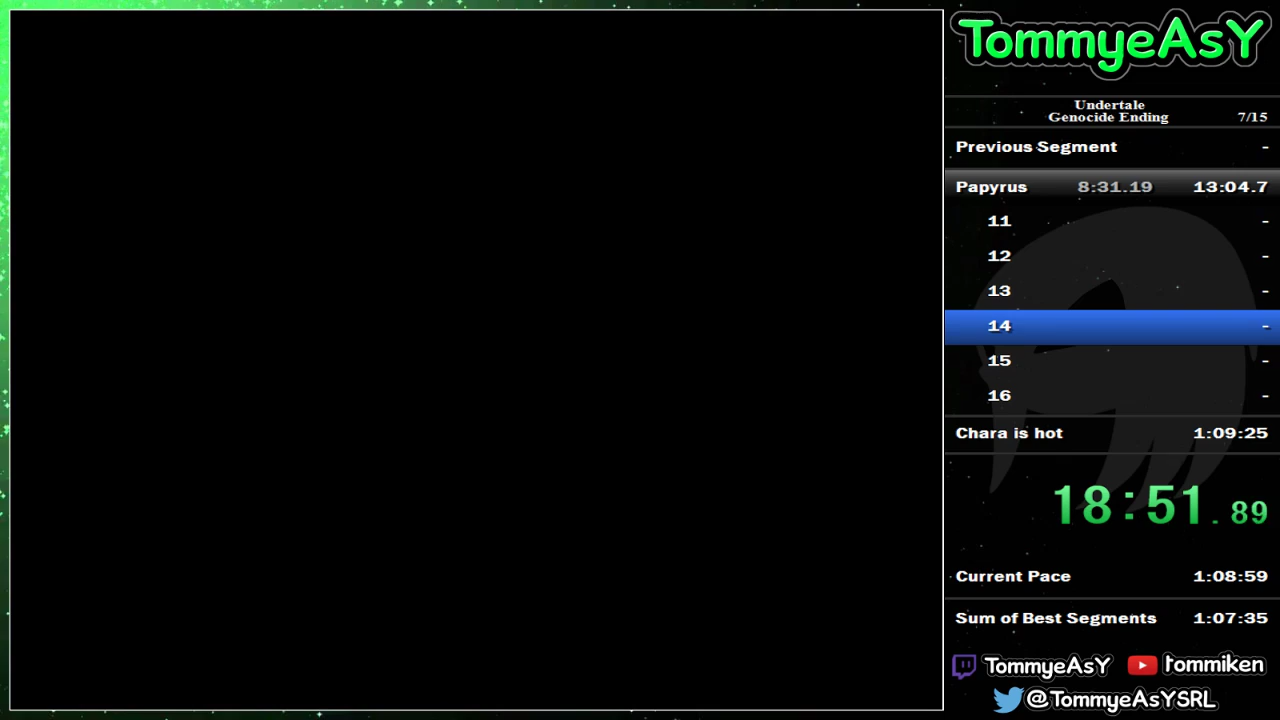 TommyeAsY
Undertale
Genocide Ending 7/15
Previous Segment -
Papyrus 8:31.19 13:04.7
11 -
12 -
13 -
14 -
15 -
16 -
Chara is hot 1:09:25
18:51.89
Current Pace 1:08:59
Sum of Best Segments 1:07:35
TommyeAsY tommiken
@TommyeAsYSRL